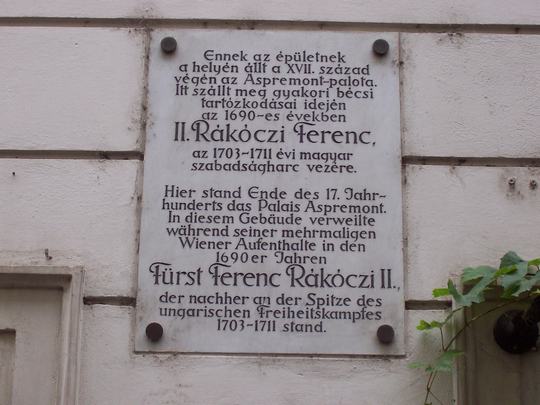 Ennek az épületnek
a helyén állt a XVII. század
végén az Aspremont-palota.
Itt szállt meg gyakori bécsi
tartózkodásai idején
az 1690-es években
II. Rákóczi Ferenc,
az 1703-1711 évi magyar
szabadságharc vezére.
Hier stand Ende des 17. Jahr-
hunderts das Palais Aspremont.
In diesem Gebäude verweilte
während seiner mehrmaligen
Wiener Aufenthalte in den
1690er Jahren
Fürst Ferenc Rákóczi II.,
der nachher an der Spitze des
ungarischen Freiheitskampfes
1703-1711 stand.